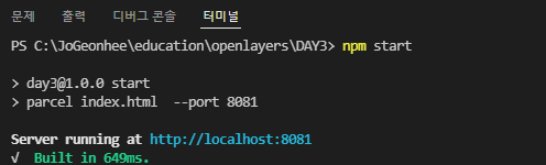 문제 출력 디버그 콘솔 터미널
PS C:\JoGeonhee\education\openlayers\DAY3> npm start
> day3@1.0.0 start
> parcel index.html  --port 8081
Server running at http://localhost:8081
√  Built in 649ms.